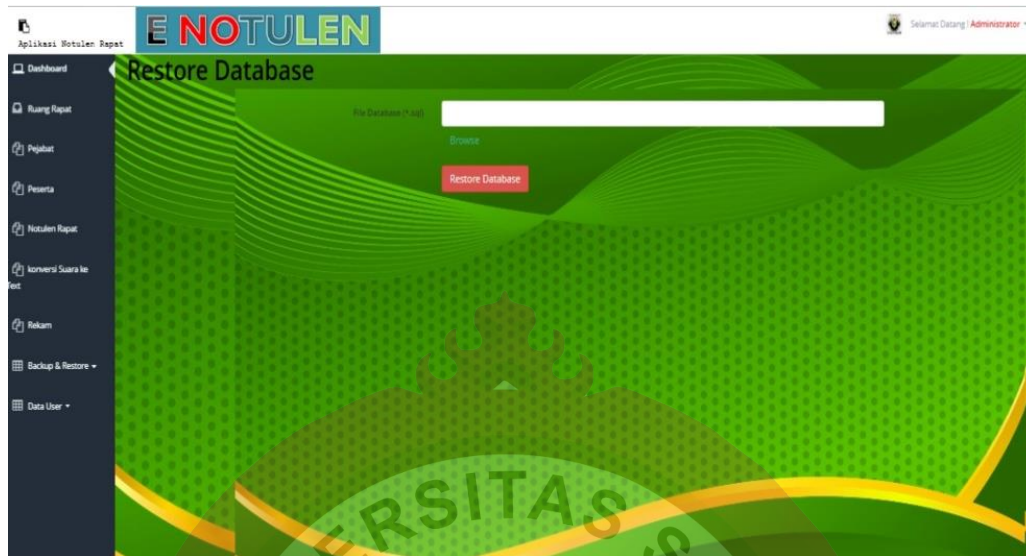 Aplikasi Notulen Rapat
E NOTULEN
Selamat Datang! Administrator
Dashboard
Ruang Rapat
Pejabat
Peserta
Notulen Rapat
konversi Suara ke
Text
Rekam
Backup & Restore
Data User
Restore Database
File Database (*.sql)
Browse
Restore Database
ERSITAS